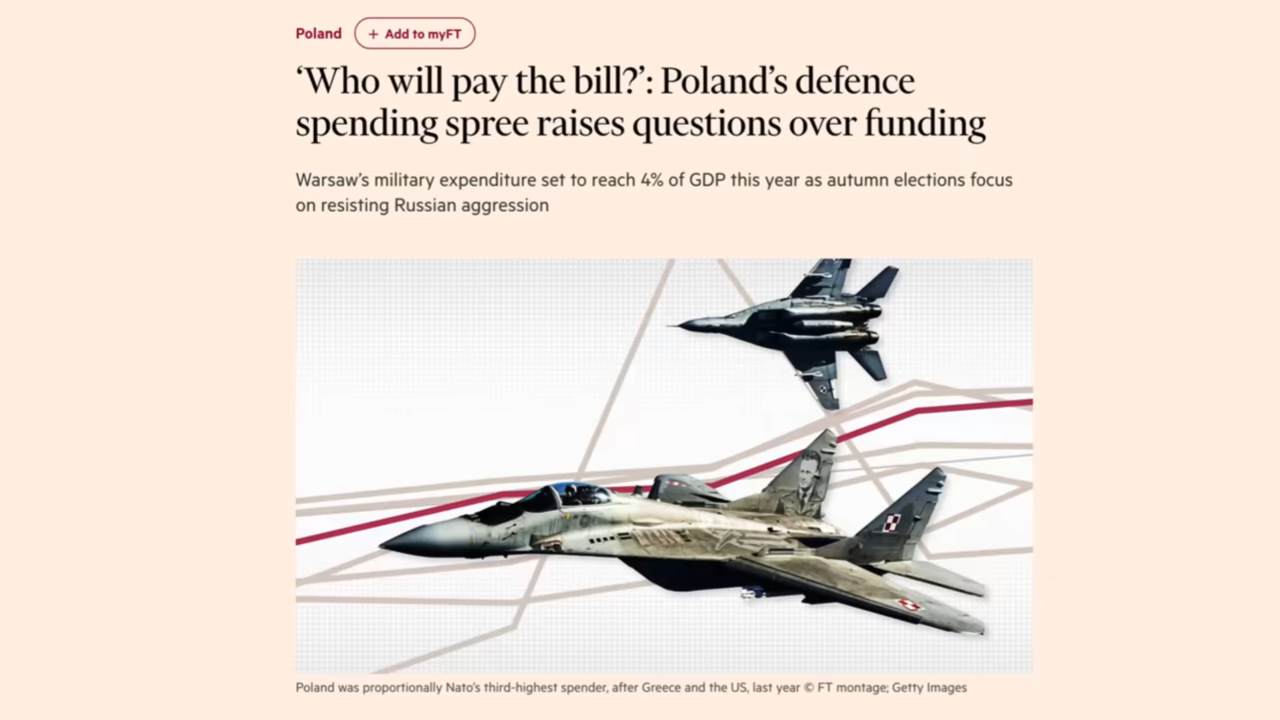 Poland
+ Add to myFT
‘Who will pay the bill?’: Poland’s defence
spending spree raises questions over funding
Warsaw’s military expenditure set to reach 4% of GDP this year as autumn elections focus
on resisting Russian aggression
Poland was proportionally Nato’s third-highest spender, after Greece and the US, last year © FT montage; Getty Images